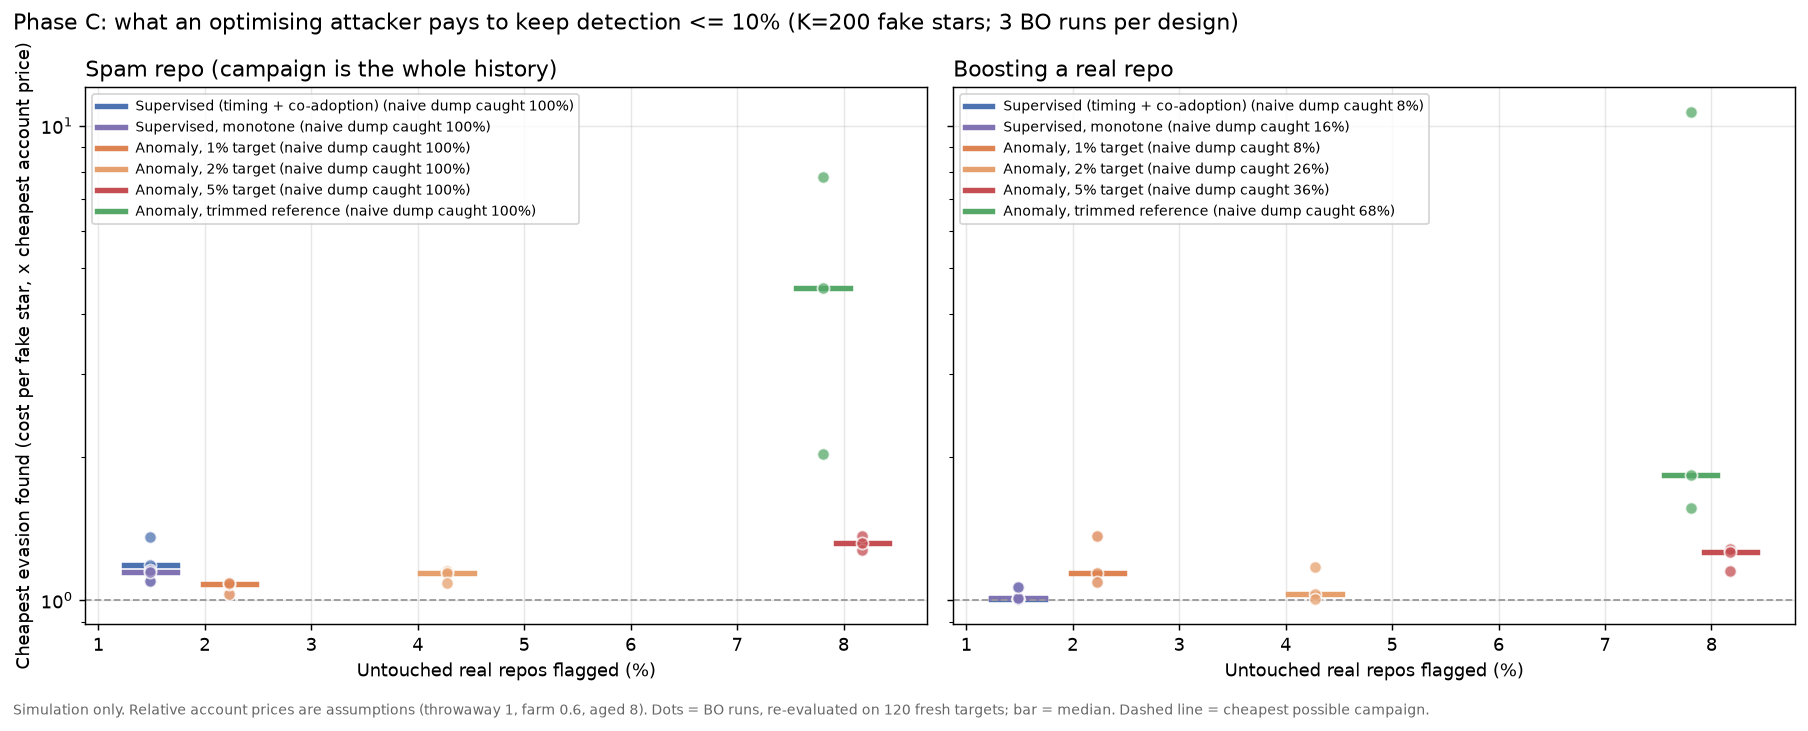 Phase C: what an optimising attacker pays to keep detection <= 10% (K=200 fake stars; 3 BO runs per design)
Cheapest evasion found (cost per fake star, x cheapest account price)
Spam repo (campaign is the whole history)
Supervised (timing + co-adoption) (naive dump caught 100%)
Supervised, monotone (naive dump caught 100%)
Anomaly, 1% target (naive dump caught 100%)
Anomaly, 2% target (naive dump caught 100%)
Anomaly, 5% target (naive dump caught 100%)
Anomaly, trimmed reference (naive dump caught 100%)
10¹
10⁰
1 2 3 4 5 6 7 8
Untouched real repos flagged (%)
Boosting a real repo
Supervised (timing + co-adoption) (naive dump caught 8%)
Supervised, monotone (naive dump caught 16%)
Anomaly, 1% target (naive dump caught 8%)
Anomaly, 2% target (naive dump caught 26%)
Anomaly, 5% target (naive dump caught 36%)
Anomaly, trimmed reference (naive dump caught 68%)
1 2 3 4 5 6 7 8
Untouched real repos flagged (%)
Simulation only. Relative account prices are assumptions (throwaway 1, farm 0.6, aged 8). Dots = BO runs, re-evaluated on 120 fresh targets; bar = median. Dashed line = cheapest possible campaign.